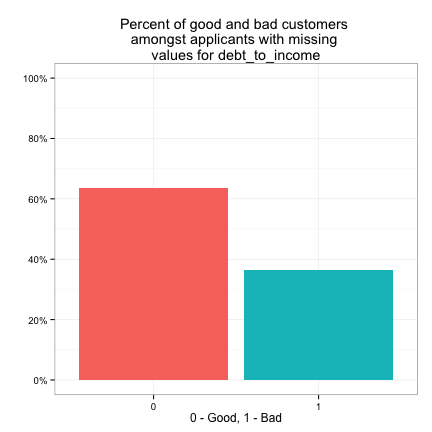 Percent of good and bad customers
amongst applicants with missing
values for debt_to_income
100%
80%
60%
40%
20%
0%
0 1
0 - Good, 1 - Bad